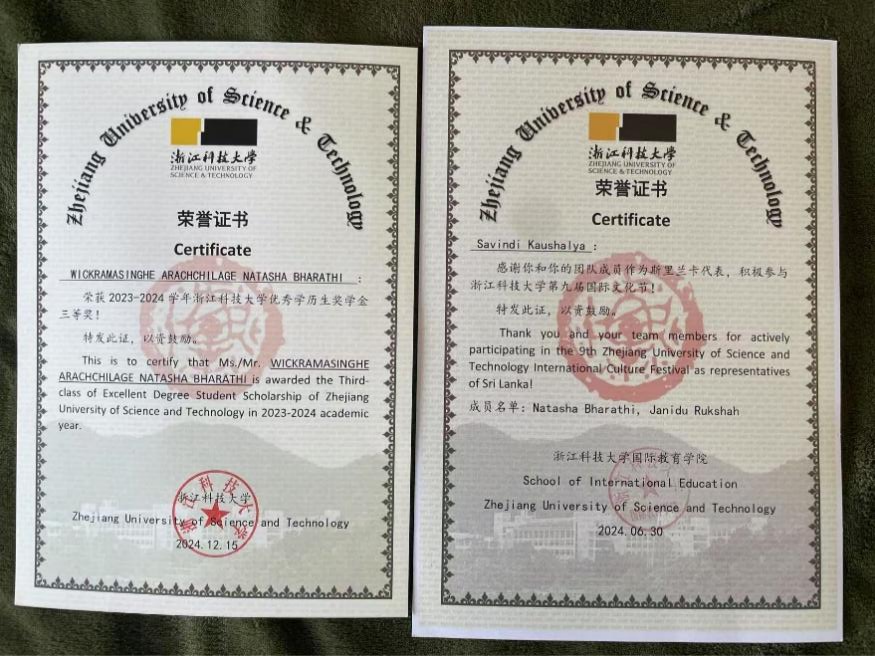 Zhejiang University of Science & Technology
浙江科技大学
ZHEJIANG UNIVERSITY OF
SCIENCE & TECHNOLOGY
荣誉证书
Certificate
WICKRAMASINGHE ARACHCHILAGE NATASHA BHARATHI :
荣获 2023-2024 学年浙江科技大学优秀学历生奖学金
三等奖!
特发此证，以资鼓励。
This is to certify that Ms./Mr. WICKRAMASINGHE
ARACHCHILAGE NATASHA BHARATHI is awarded the Third-
class of Excellent Degree Student Scholarship of Zhejiang
University of Science and Technology in 2023-2024 academic
year.
浙江科技大学
浙江科技大学
Zhejiang University of Science and Technology
2024.12.15
Zhejiang University of Science & Technology
浙江科技大学
ZHEJIANG UNIVERSITY OF
SCIENCE & TECHNOLOGY
荣誉证书
Certificate
Savindi Kaushalya :
感谢你和你的团队成员作为斯里兰卡代表，积极参与
浙江科技大学第九届国际文化节!
特发此证，以资鼓励。
Thank you and your team members for actively
participating in the 9th Zhejiang University of Science and
Technology International Culture Festival as representatives
of Sri Lanka!
成员名单: Natasha Bharathi, Janidu Rukshah
浙江科技大学国际教育学院
School of International Education
Zhejiang University of Science and Technology
2024.06.30